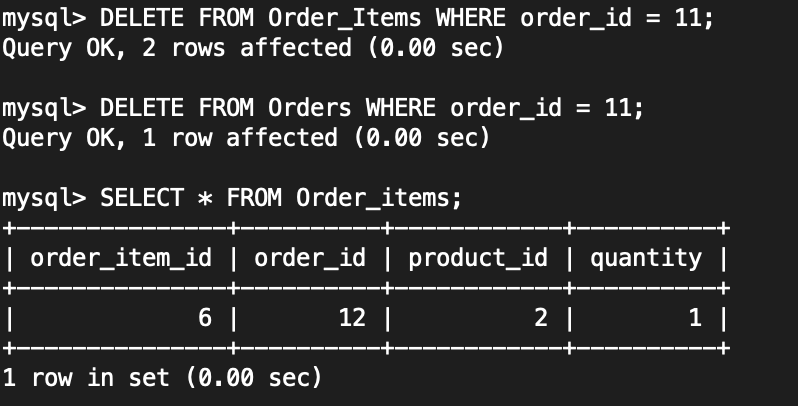 mysql> DELETE FROM Order_Items WHERE order_id = 11;
Query OK, 2 rows affected (0.00 sec)
mysql> DELETE FROM Orders WHERE order_id = 11;
Query OK, 1 row affected (0.00 sec)
mysql> SELECT * FROM Order_items;
+---------------+----------+------------+----------+
| order_item_id | order_id | product_id | quantity |
+---------------+----------+------------+----------+
|             6 |       12 |          2 |        1 |
+---------------+----------+------------+----------+
1 row in set (0.00 sec)